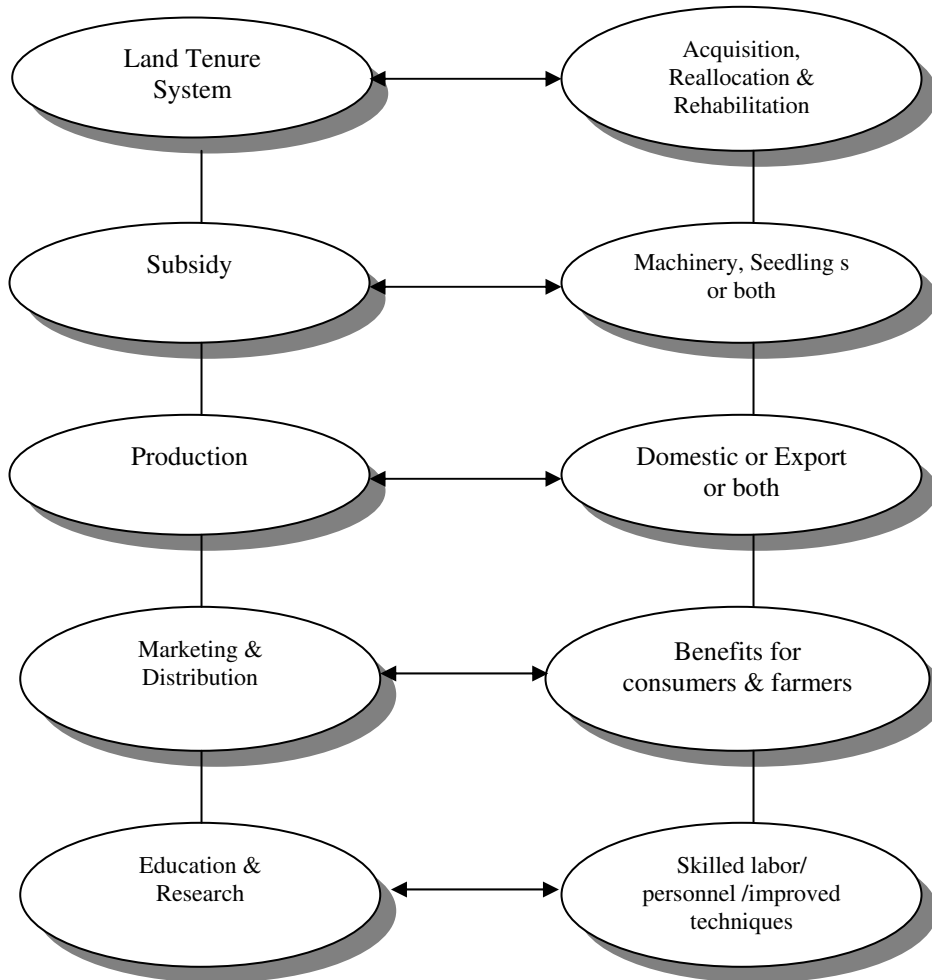 Land Tenure
System
Acquisition,
Reallocation &
Rehabilitation
Subsidy
Machinery, Seedling s
or both
Production
Domestic or Export
or both
Marketing &
Distribution
Benefits for
consumers & farmers
Education &
Research
Skilled labor/
personnel /improved
techniques